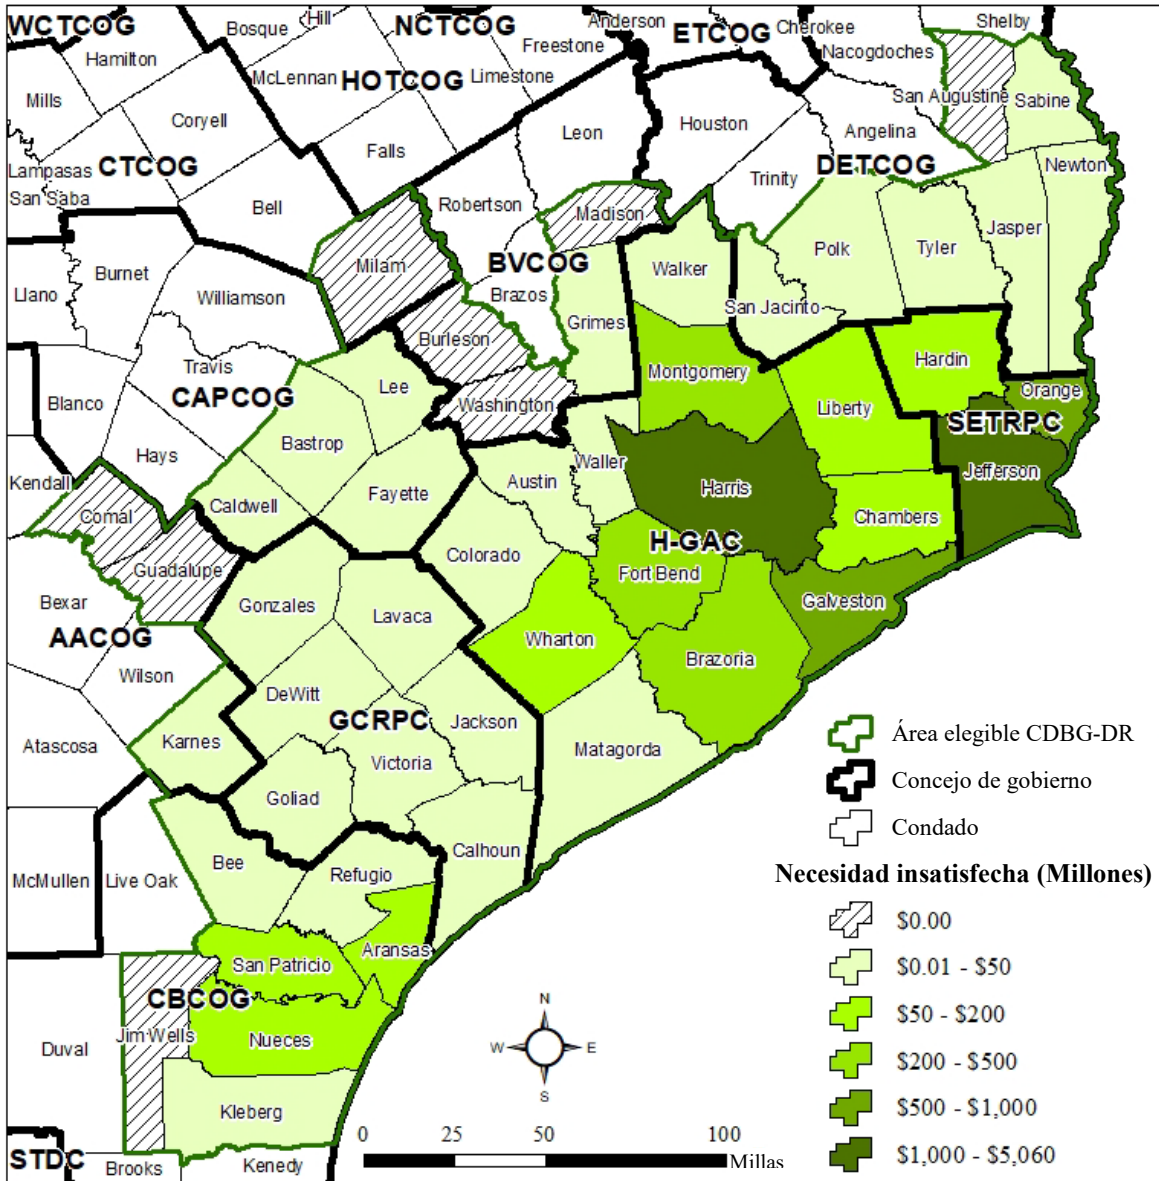 WCTCOG
Bosque
Hill
NCTCOG
Anderson
ETCOG
Cherokee
Shelby
Hamilton
Freestone
Nacogdoches
McLennan
HOTCOG
Limestone
Mills
San Augustine
Sabine
Coryell
Leon
Houston
Angelina
Falls
Lampasas
CTCOG
DETCOG
Newton
San Saba
Trinity
Bell
Robertson
Madison
Jasper
Polk
Tyler
Milam
BVCOG
Walker
Burnet
Llano
Williamson
Brazos
San Jacinto
Grimes
Burleson
Travis
Montgomery
Hardin
Lee
Orange
Blanco
CAPCOG
Washington
Liberty
SETRPC
Bastrop
Hays
Waller
Jefferson
Kendall
Austin
Harris
Fayette
Caldwell
Comal
Chambers
H-GAC
Colorado
Guadalupe
Fort Bend
Bexar
Gonzales
Galveston
Lavaca
AACOG
Wharton
Brazoria
Wilson
DeWitt
GCRPC
Jackson
Karnes
Atascosa
Matagorda
Victoria
Goliad
Calhoun
Bee
Refugio
McMullen
Live Oak
Aransas
San Patricio
CBCOG
Jim Wells
Nueces
Duval
Kleberg
STDC
Brooks
Kenedy
Área elegible CDBG-DR
Concejo de gobierno
Condado
Necesidad insatisfecha (Millones)
$0.00
$0.01 - $50
$50 - $200
$200 - $500
$500 - $1,000
$1,000 - $5,060
N
W
E
S
0 25 50 100
Millas